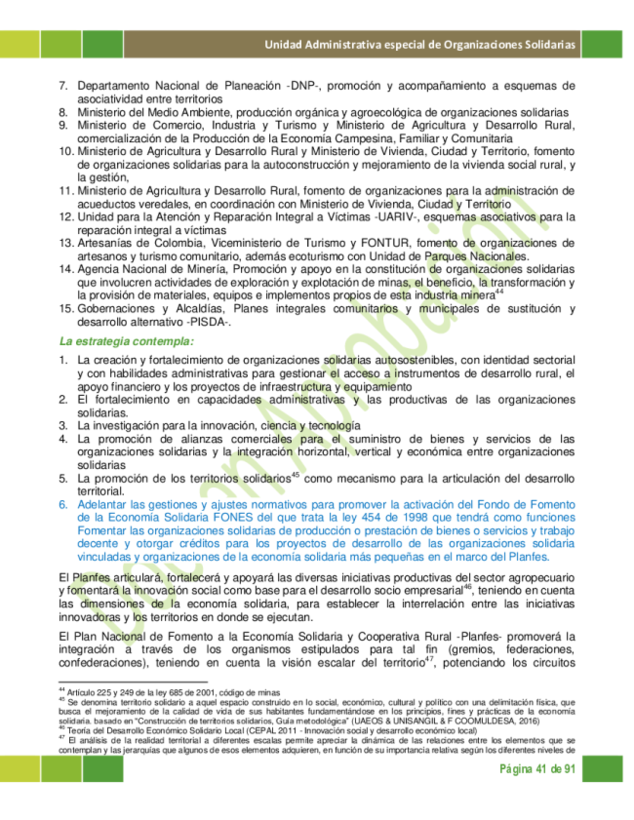 Unidad Administrativa especial de Organizaciones Solidarias
7. Departamento Nacional de Planeación -DNP-, promoción y acompañamiento a esquemas de
asociatividad entre territorios
8. Ministerio del Medio Ambiente, producción orgánica y agroecológica de organizaciones solidarias
9. Ministerio de Comercio, Industria y Turismo y Ministerio de Agricultura y Desarrollo Rural,
comercialización de la Producción de la Economía Campesina, Familiar y Comunitaria
10. Ministerio de Agricultura y Desarrollo Rural y Ministerio de Vivienda, Ciudad y Territorio, fomento
de organizaciones solidarias para la autoconstrucción y mejoramiento de la vivienda social rural, y
la gestión,
11. Ministerio de Agricultura y Desarrollo Rural, fomento de organizaciones para la administración de
acueductos veredales, en coordinación con Ministerio de Vivienda, Ciudad y Territorio
12. Unidad para la Atención y Reparación Integral a Víctimas -UARIV-, esquemas asociativos para la
reparación integral a víctimas
13. Artesanías de Colombia, Viceministerio de Turismo y FONTUR, fomento de organizaciones de
artesanos y turismo comunitario, además ecoturismo con Unidad de Parques Nacionales.
14. Agencia Nacional de Minería, Promoción y apoyo en la constitución de organizaciones solidarias
que involucren actividades de exploración y explotación de minas, el beneficio, la transformación y
la provisión de materiales, equipos e implementos propios de esta industria minera44
15. Gobernaciones y Alcaldías, Planes integrales comunitarios y municipales de sustitución y
desarrollo alternativo -PISDA-.
La estrategia contempla:
1. La creación y fortalecimiento de organizaciones solidarias autosostenibles, con identidad sectorial
y con habilidades administrativas para gestionar el acceso a instrumentos de desarrollo rural, el
apoyo financiero y los proyectos de infraestructura y equipamiento
2. El fortalecimiento en capacidades administrativas y las productivas de las organizaciones
solidarias.
3. La investigación para la innovación, ciencia y tecnología
4. La promoción de alianzas comerciales para el suministro de bienes y servicios de las
organizaciones solidarias y la integración horizontal, vertical y económica entre organizaciones
solidarias
5. La promoción de los territorios solidarios45 como mecanismo para la articulación del desarrollo
territorial.
6. Adelantar las gestiones y ajustes normativos para promover la activación del Fondo de Fomento
de la Economía Solidaria FONES del que trata la ley 454 de 1998 que tendrá como funciones
Fomentar las organizaciones solidarias de producción o prestación de bienes o servicios y trabajo
decente y otorgar créditos para los proyectos de desarrollo de las organizaciones solidaria
vinculadas y organizaciones de la economía solidaria más pequeñas en el marco del Planfes.
El Planfes articulará, fortalecerá y apoyará las diversas iniciativas productivas del sector agropecuario
y fomentará la innovación social como base para el desarrollo socio empresarial46, teniendo en cuenta
las dimensiones de la economía solidaria, para establecer la interrelación entre las iniciativas
innovadoras y los territorios en donde se ejecutan.
El Plan Nacional de Fomento a la Economía Solidaria y Cooperativa Rural -Planfes- promoverá la
integración a través de los organismos estipulados para tal fin (gremios, federaciones,
confederaciones), teniendo en cuenta la visión escalar del territorio47, potenciando los circuitos
44 Artículo 225 y 249 de la ley 685 de 2001, código de minas
45 Se denomina territorio solidario a aquel espacio construido en lo social, económico, cultural y político con una delimitación física, que
busca el mejoramiento de la calidad de vida de sus habitantes fundamentándose en los principios, fines y prácticas de la economía
solidaria. basado en "Construcción de territorios solidarios, Guía metodológica" (UAEOS & UNISANGIL & F COOMULDESA, 2016)
46 Teoría del Desarrollo Económico Solidario Local (CEPAL 2011 - Innovación social y desarrollo económico local)
47 El análisis de la realidad territorial a diferentes escalas permite apreciar la dinámica de las relaciones entre los elementos que se
contemplan y las jerarquías que algunos de esos elementos adquieren, en función de su importancia relativa según los diferentes niveles de
Página 41 de 91